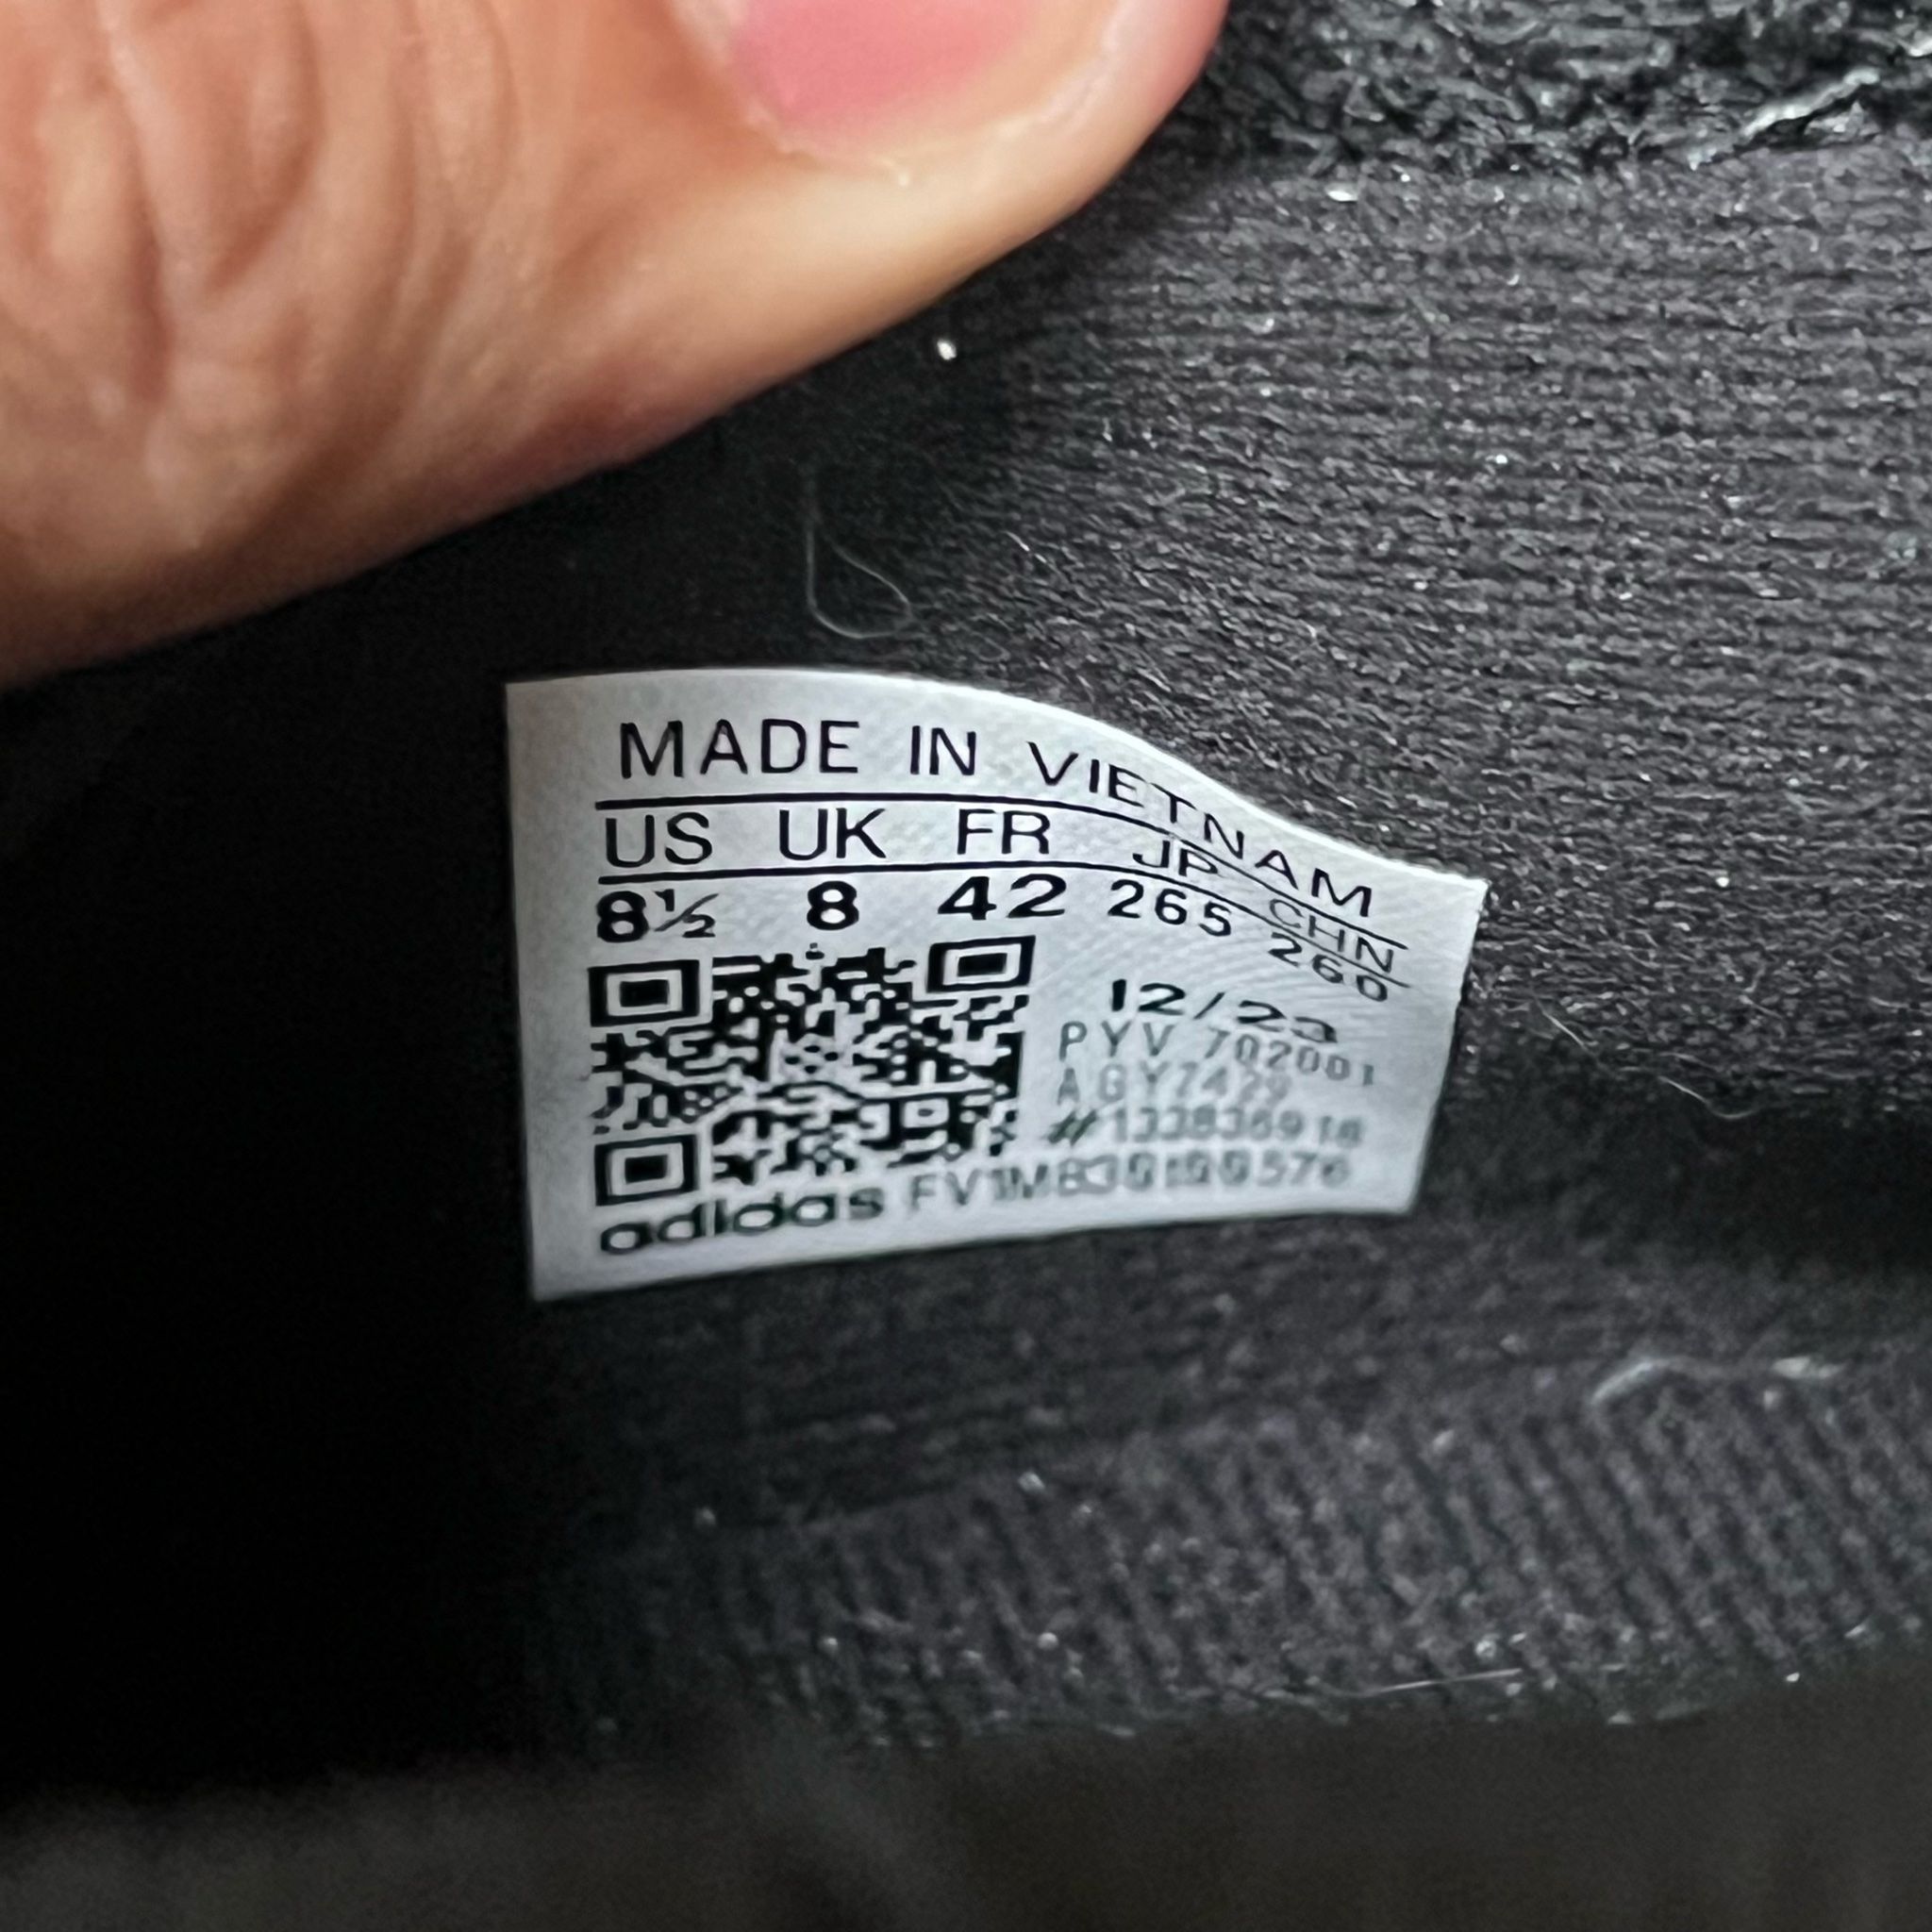 MADE IN VIETNAM
US UK FR JP CHN
8½ 8 42 265 260
12/23
PYV 702001
#133836918
adidas